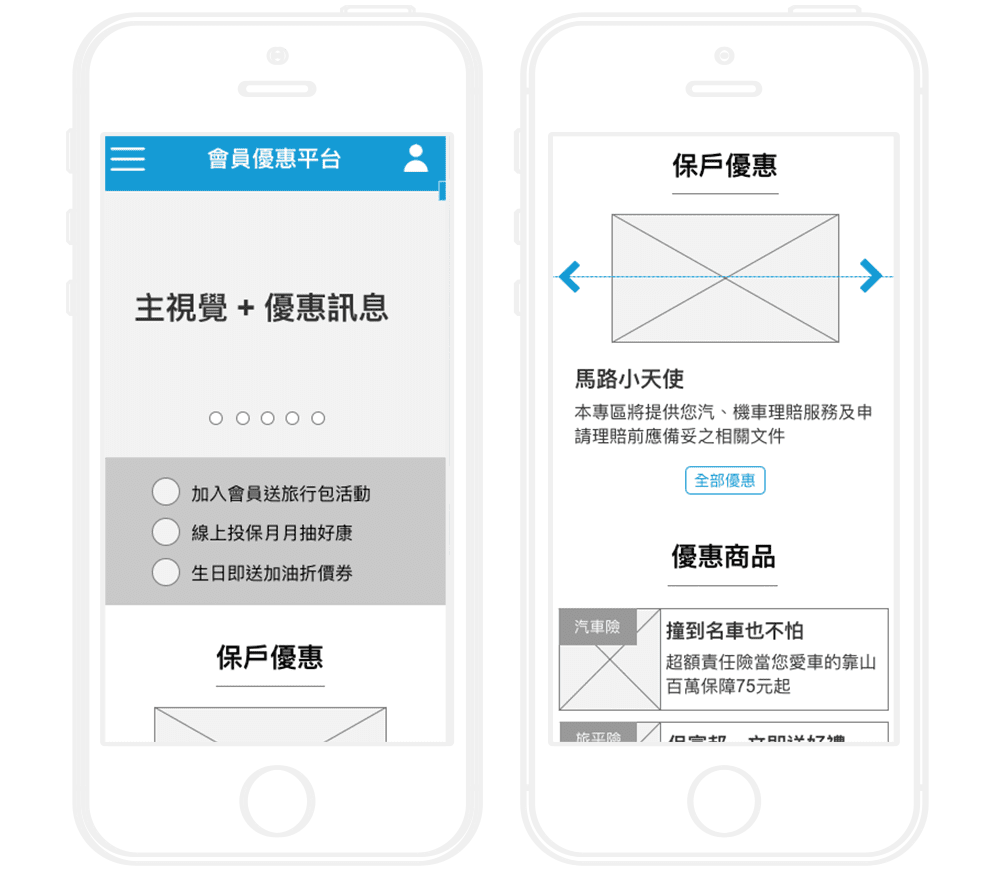 會員優惠平台
主視覺 + 優惠訊息
加入會員送旅行包活動
線上投保月月抽好康
生日即送加油折價券
保戶優惠
保戶優惠
馬路小天使
本專區將提供您汽、機車理賠服務及申
請理賠前應備妥之相關文件
全部優惠
優惠商品
汽車險
撞到名車也不怕
超額責任險當您愛車的靠山
百萬保障75元起
旅平險